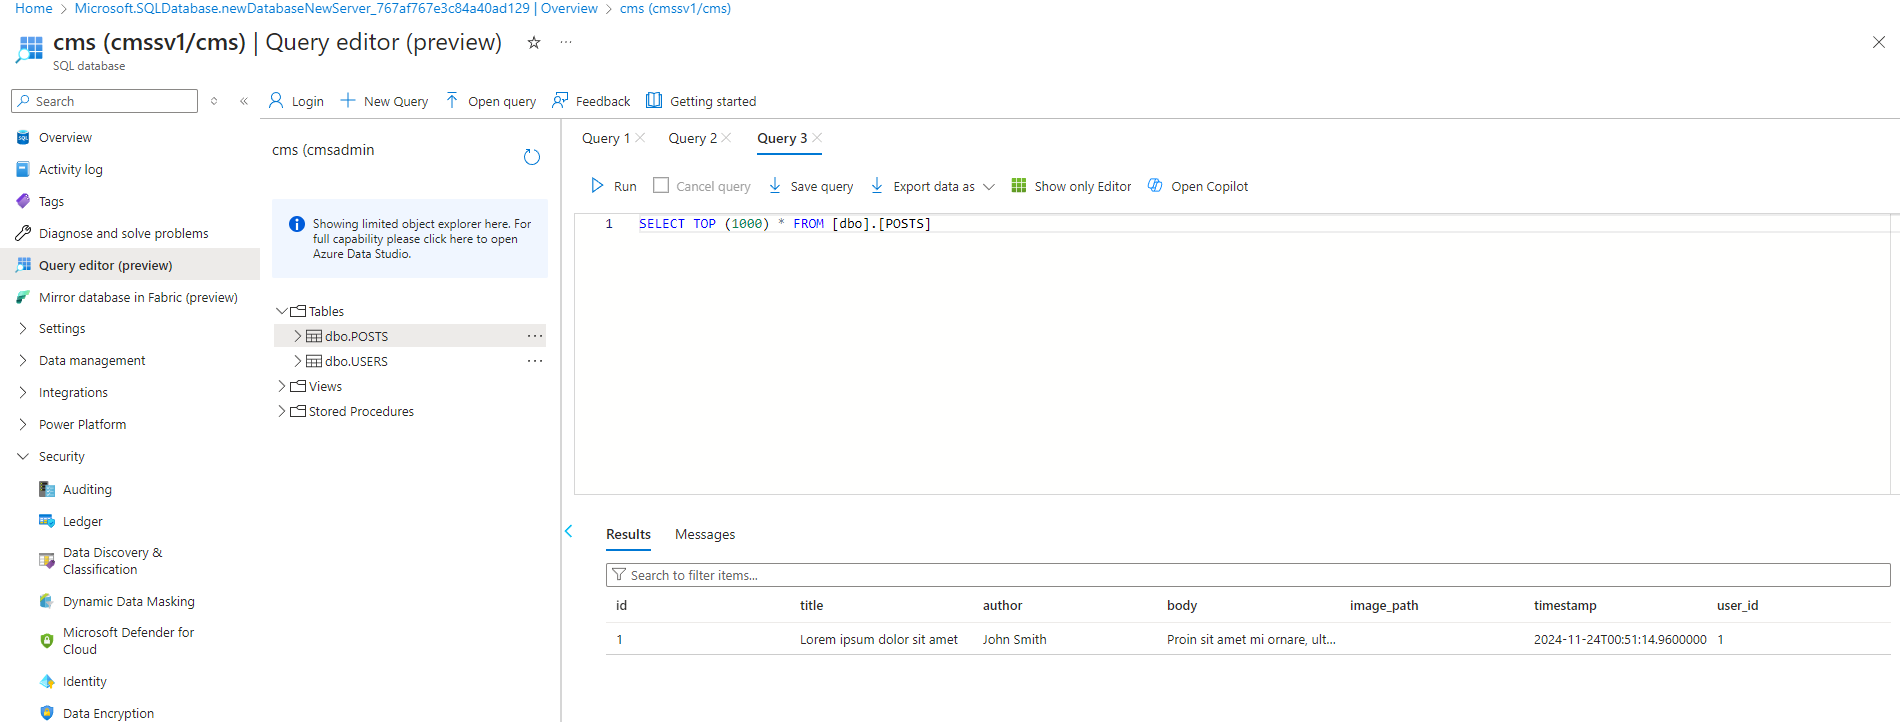 Home > Microsoft.SQLDatabase.newDatabaseNewServer_767af767e3c84a40ad129 | Overview > cms (cmssv1/cms)
cms (cmssv1/cms) | Query editor (preview)
SQL database
Search
Overview
Activity log
Tags
Diagnose and solve problems
Query editor (preview)
Mirror database in Fabric (preview)
Settings
Data management
Integrations
Power Platform
Security
Auditing
Ledger
Data Discovery &
Classification
Dynamic Data Masking
Microsoft Defender for
Cloud
Identity
Data Encryption
Login New Query Open query Feedback Getting started
cms (cmsadmin
Showing limited object explorer here. For
full capability please click here to open
Azure Data Studio.
Tables
dbo.POSTS ...
dbo.USERS ...
Views
Stored Procedures
Query 1 Query 2 Query 3
Run Cancel query Save query Export data as Show only Editor Open Copilot
1 SELECT TOP (1000) * FROM [dbo].[POSTS]
Results Messages
Search to filter items...
id title author body image_path timestamp user_id
1 Lorem ipsum dolor sit amet John Smith Proin sit amet mi ornare, ult... 2024-11-24T00:51:14.9600000 1